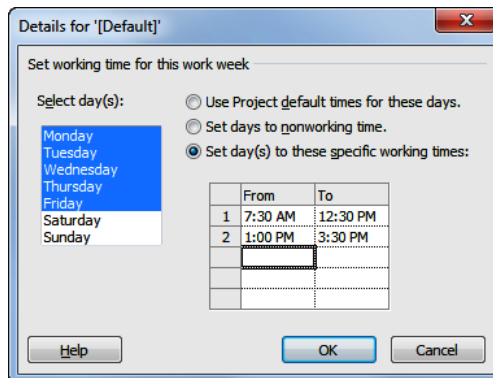 Details for '[Default]'
Set working time for this work week
Select day(s):
Monday
Tuesday
Wednesday
Thursday
Friday
Saturday
Sunday
Use Project default times for these days.
Set days to nonworking time.
Set day(s) to these specific working times:
From To
1 7:30 AM 12:30 PM
2 1:00 PM 3:30 PM
Help OK Cancel